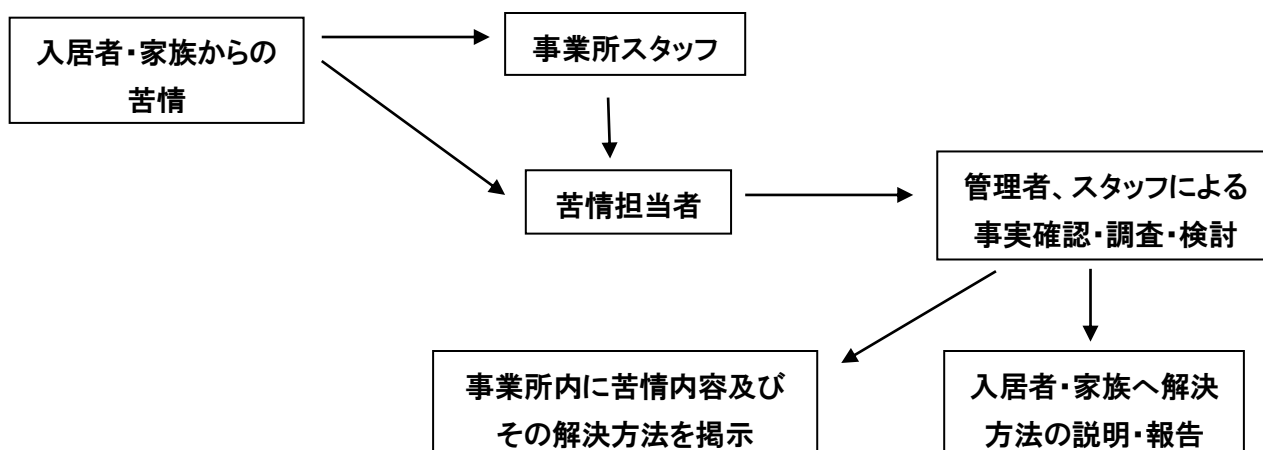 入居者・家族からの
苦情
事業所スタッフ
苦情担当者
管理者、スタッフによる
事実確認・調査・検討
事業所内に苦情内容及び
その解決方法を掲示
入居者・家族へ解決
方法の説明・報告